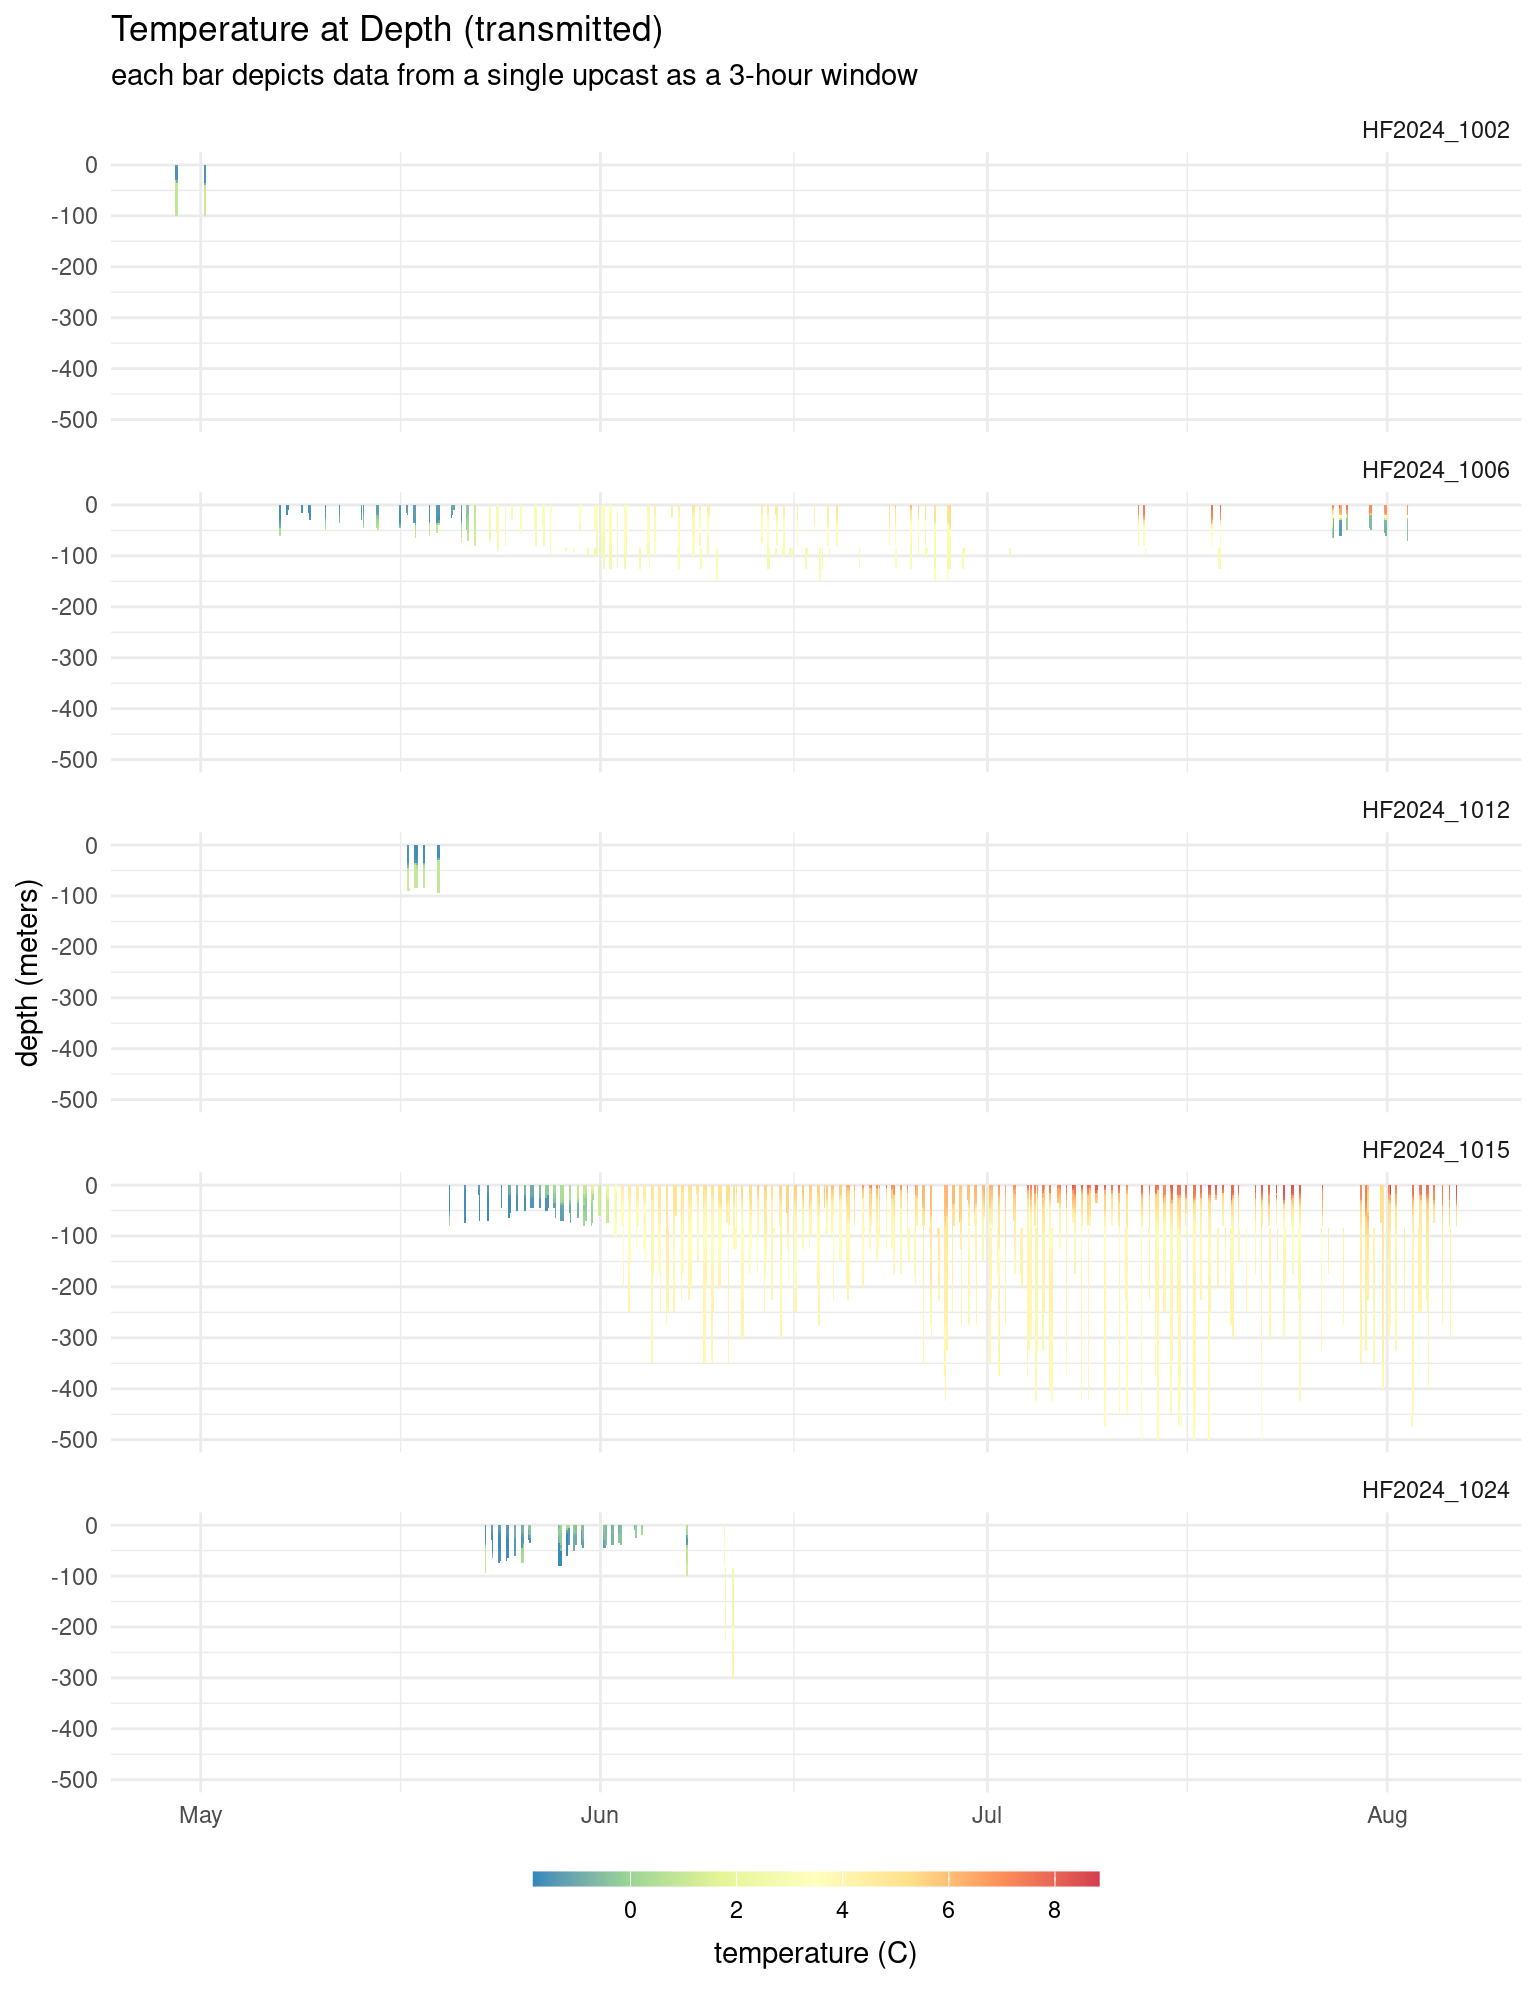 Temperature at Depth (transmitted)
each bar depicts data from a single upcast as a 3-hour window
HF2024_1002
0
-100
-200
-300
-400
-500
HF2024_1006
0
-100
-200
-300
-400
-500
HF2024_1012
0
-100
-200
-300
-400
-500
depth (meters)
HF2024_1015
0
-100
-200
-300
-400
-500
HF2024_1024
0
-100
-200
-300
-400
-500
May Jun Jul Aug
0 2 4 6 8
temperature (C)